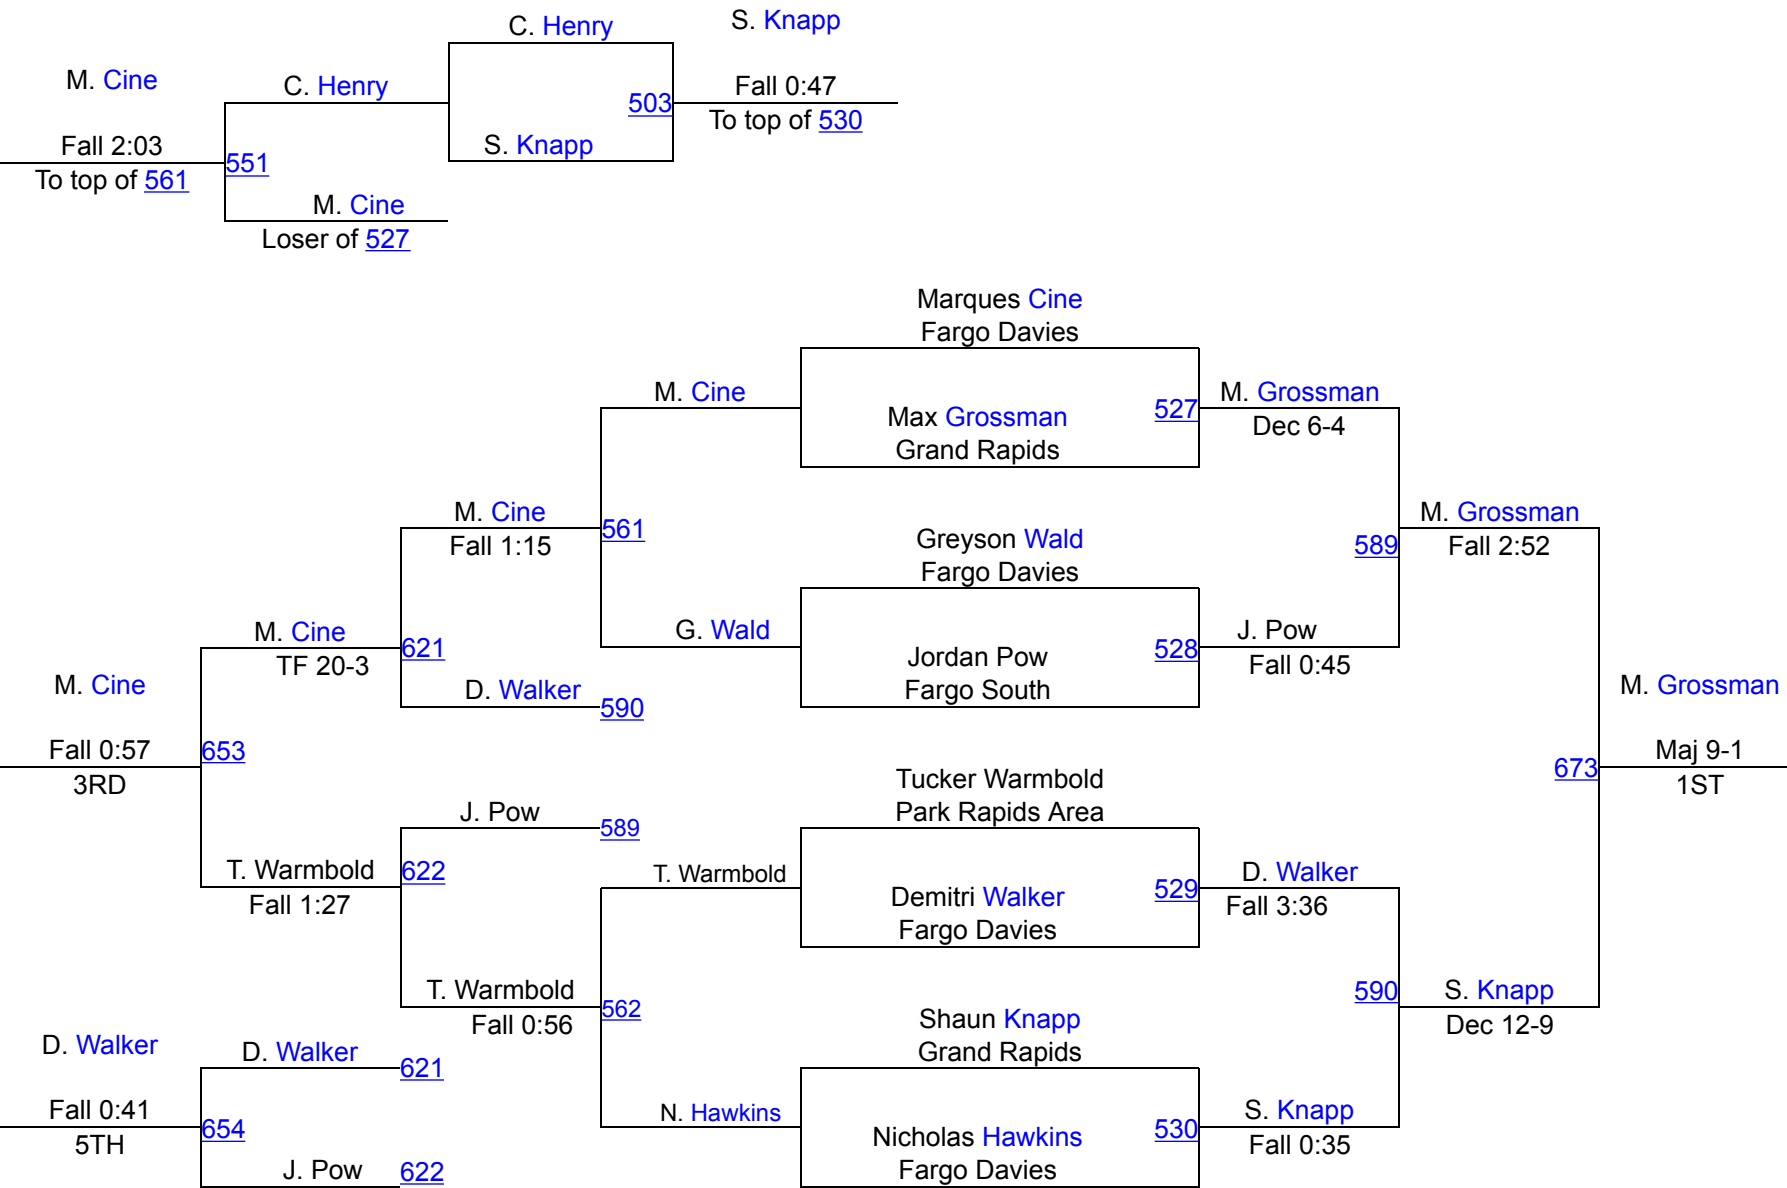 C. Henry
S. Knapp
M. Cine
C. Henry
Fall 0:47
503
To top of 530
Fall 2:03
S. Knapp
551
To top of 561
M. Cine
Loser of 527
Marques Cine
Fargo Davies
M. Cine
M. Grossman
527
Max Grossman
Dec 6-4
Grand Rapids
M. Cine
M. Grossman
561
Greyson Wald
589
Fall 1:15
Fall 2:52
Fargo Davies
M. Cine
G. Wald
J. Pow
621
528
TF 20-3
Jordan Pow
Fall 0:45
M. Cine
D. Walker
Fargo South
M. Grossman
590
Fall 0:57
653
Maj 9-1
673
3RD
Tucker Warmbold
1ST
J. Pow
Park Rapids Area
589
T. Warmbold
622
T. Warmbold
D. Walker
529
Fall 1:27
Demitri Walker
Fall 3:36
Fargo Davies
T. Warmbold
590
S. Knapp
562
Fall 0:56
Shaun Knapp
Dec 12-9
D. Walker
D. Walker
Grand Rapids
621
Fall 0:41
N. Hawkins
S. Knapp
654
530
5TH
Nicholas Hawkins
Fall 0:35
J. Pow
622
Fargo Davies